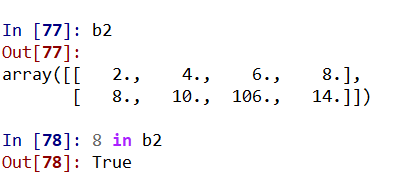 In [77]: b2
Out[77]:
array([[   2.,    4.,    6.,    8.],
       [   8.,   10.,  106.,   14.]])
In [78]: 8 in b2
Out[78]: True